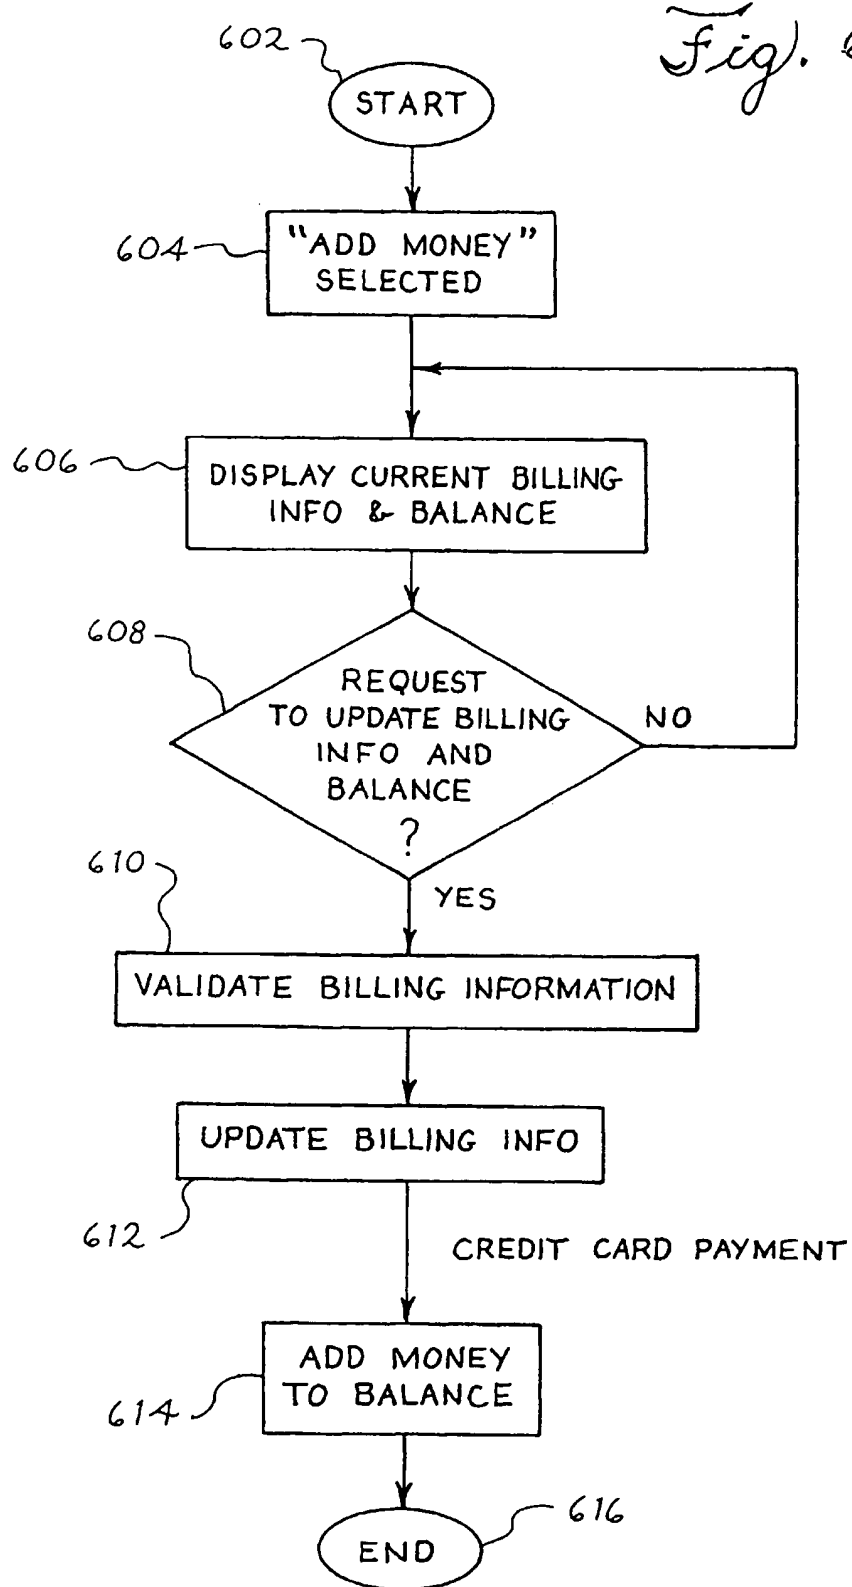 Fig.
602
START
604
"ADD MONEY"
SELECTED
606
DISPLAY CURRENT BILLING
INFO & BALANCE
608
REQUEST
TO UPDATE BILLING
INFO AND
BALANCE
?
NO
YES
610
VALIDATE BILLING INFORMATION
UPDATE BILLING INFO
612
CREDIT CARD PAYMENT
ADD MONEY
TO BALANCE
614
616
END